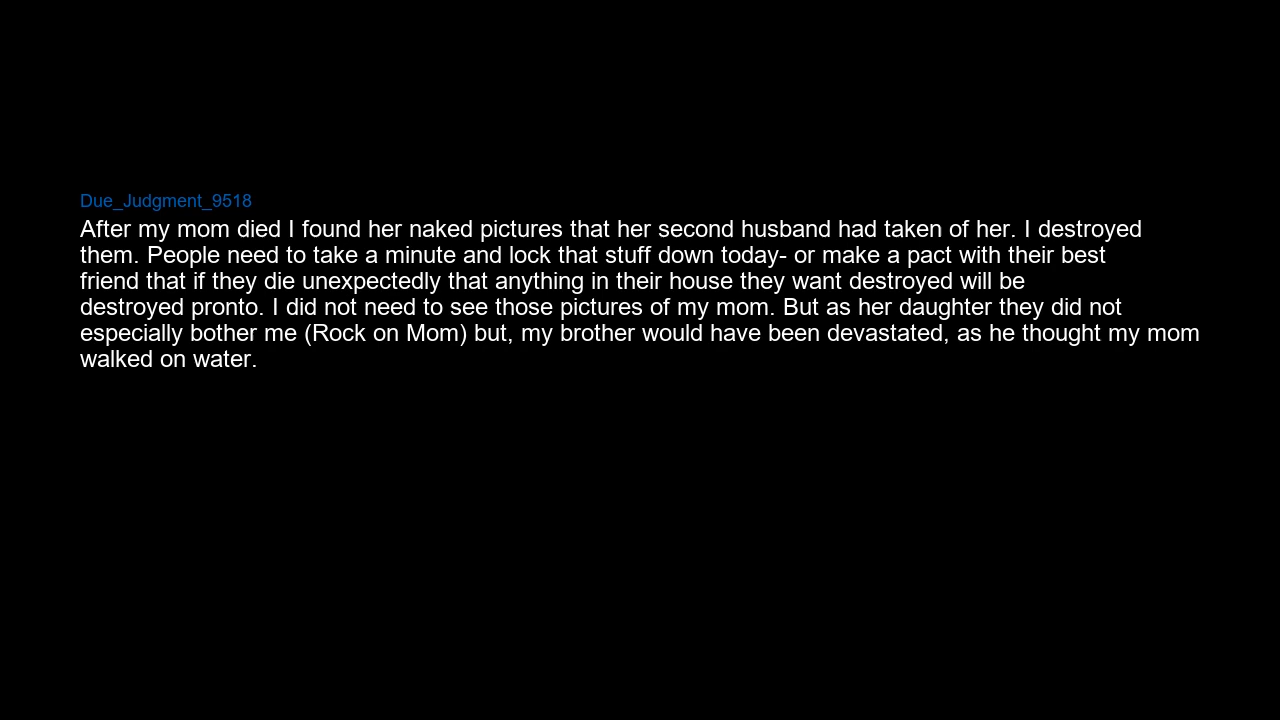 Due_Judgment_9518
After my mom died I found her naked pictures that her second husband had taken of her. I destroyed
them. People need to take a minute and lock that stuff down today- or make a pact with their best
friend that if they die unexpectedly that anything in their house they want destroyed will be
destroyed pronto. I did not need to see those pictures of my mom. But as her daughter they did not
especially bother me (Rock on Mom) but, my brother would have been devastated, as he thought my mom
walked on water.